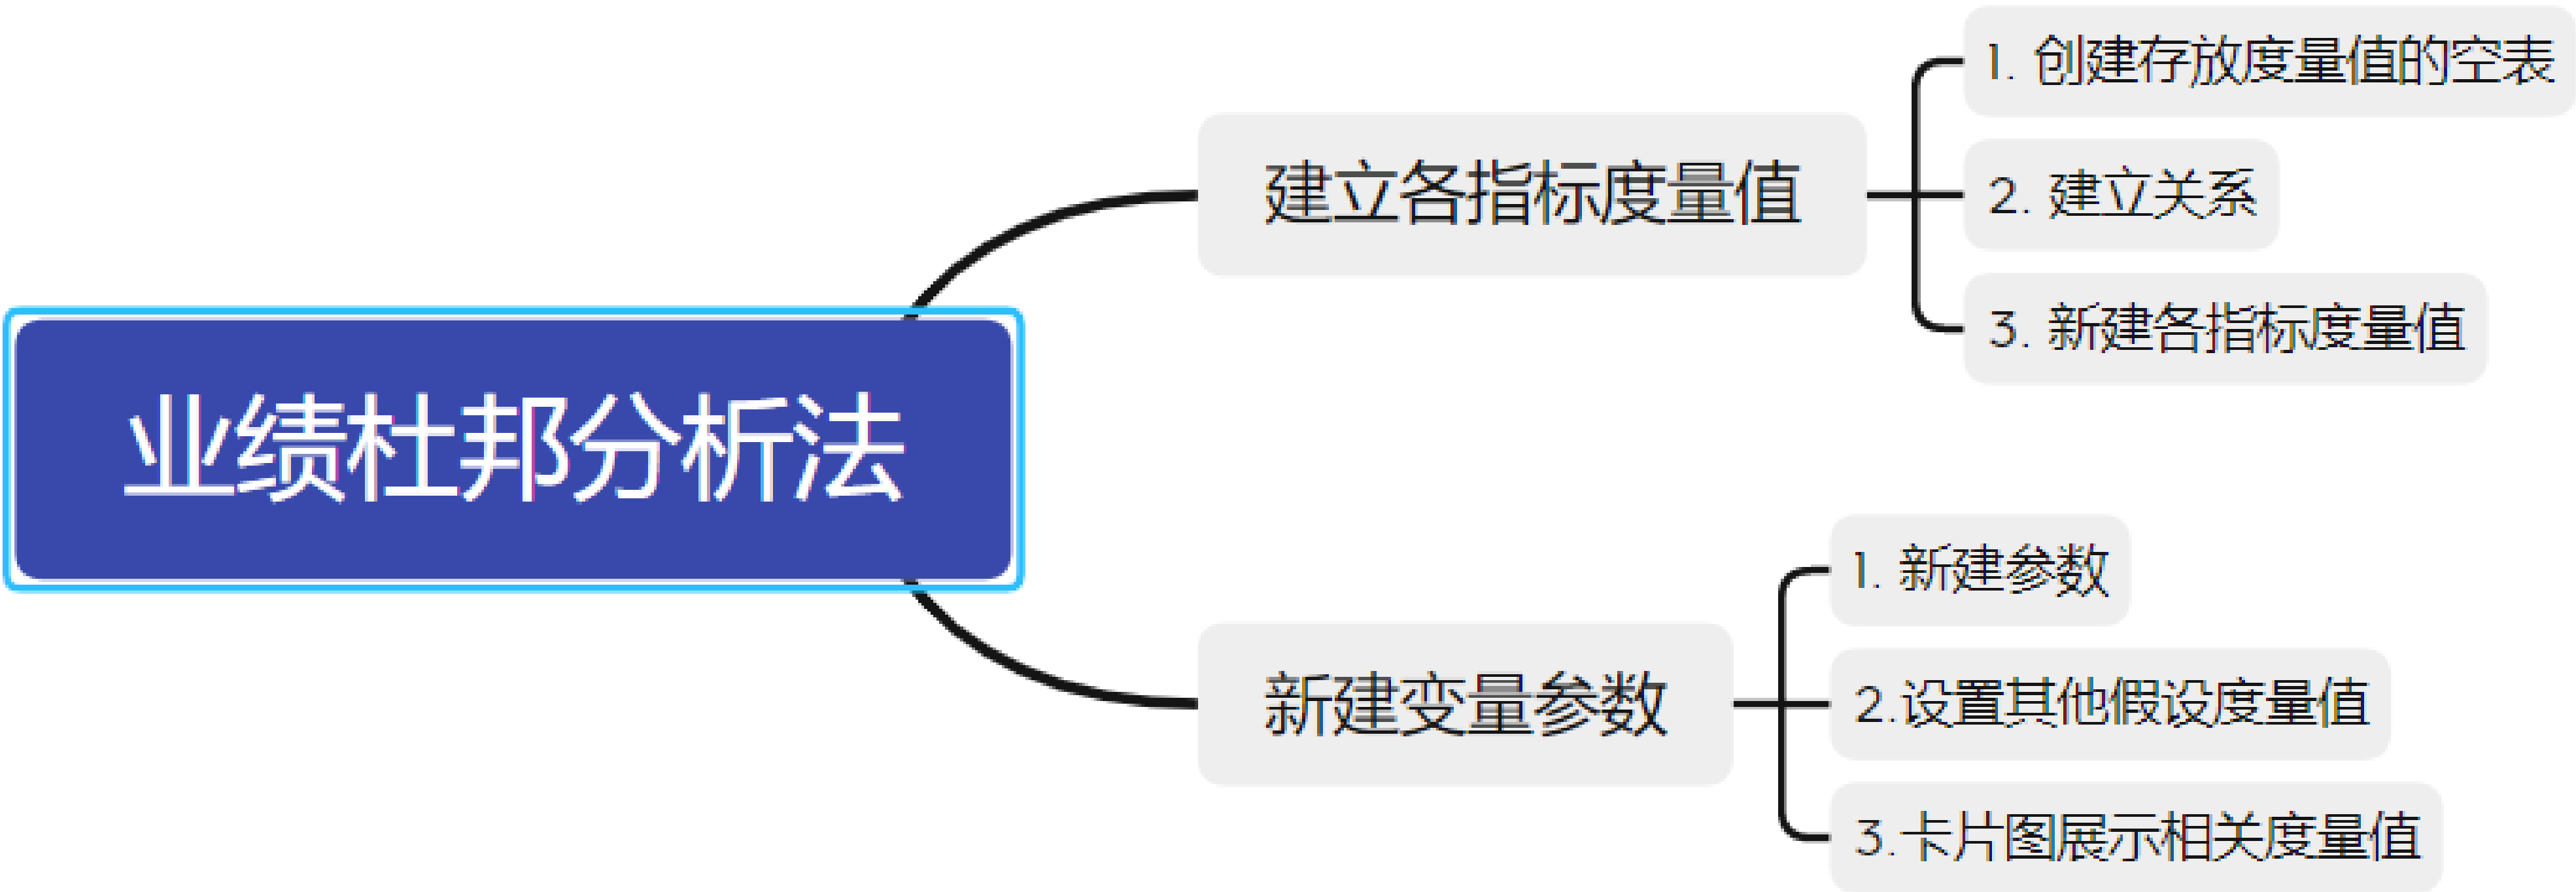 业绩杜邦分析法
建立各指标度量值
1. 创建存放度量值的空表
2. 建立关系
3. 新建各指标度量值
新建变量参数
1. 新建参数
2.设置其他假设度量值
3.卡片图展示相关度量值